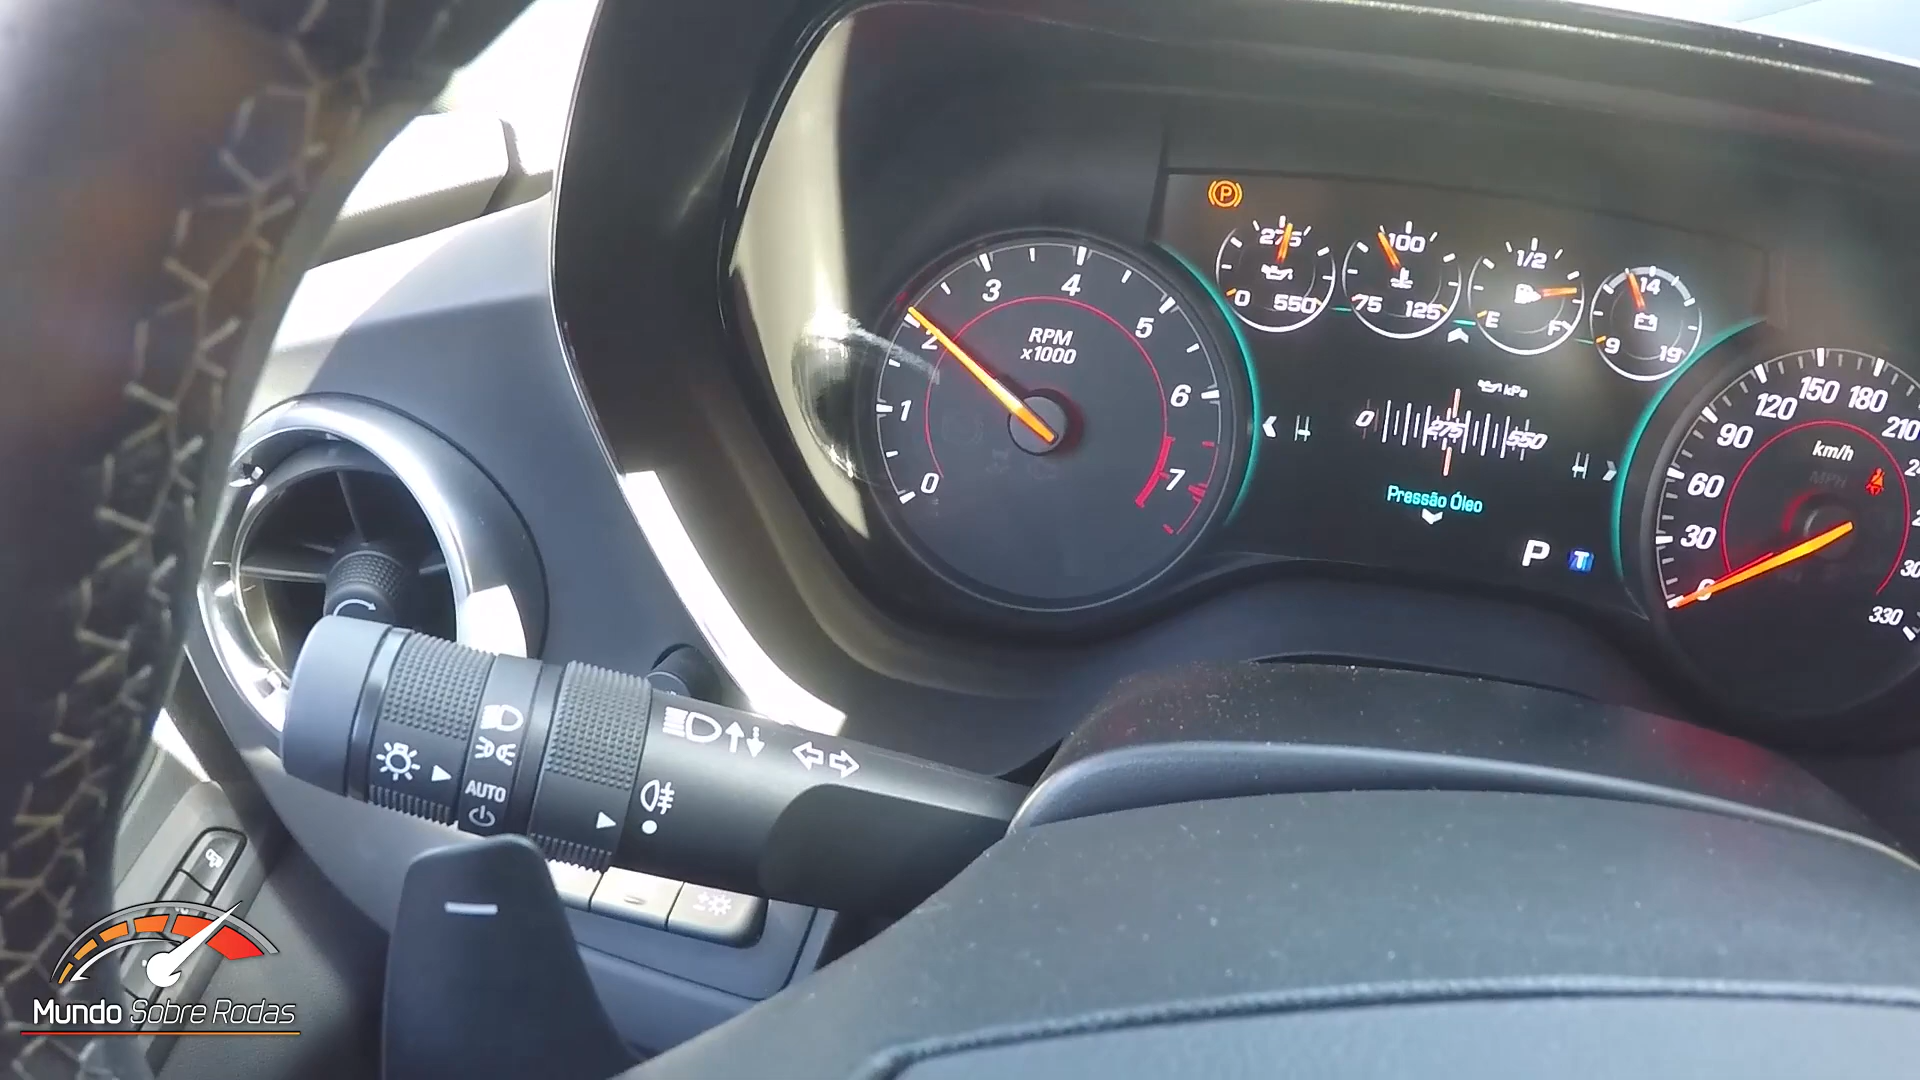 275
0 550
100
75 125
1/2
E F
14
9 19
0
1
2
3
4
5
6
7
RPM
x1000
kPa
0 275 550
Pressão Óleo
P
T
0
30
60
90
120
150
180
210
330
km/h
MPH
AUTO
Mundo Sobre Rodas